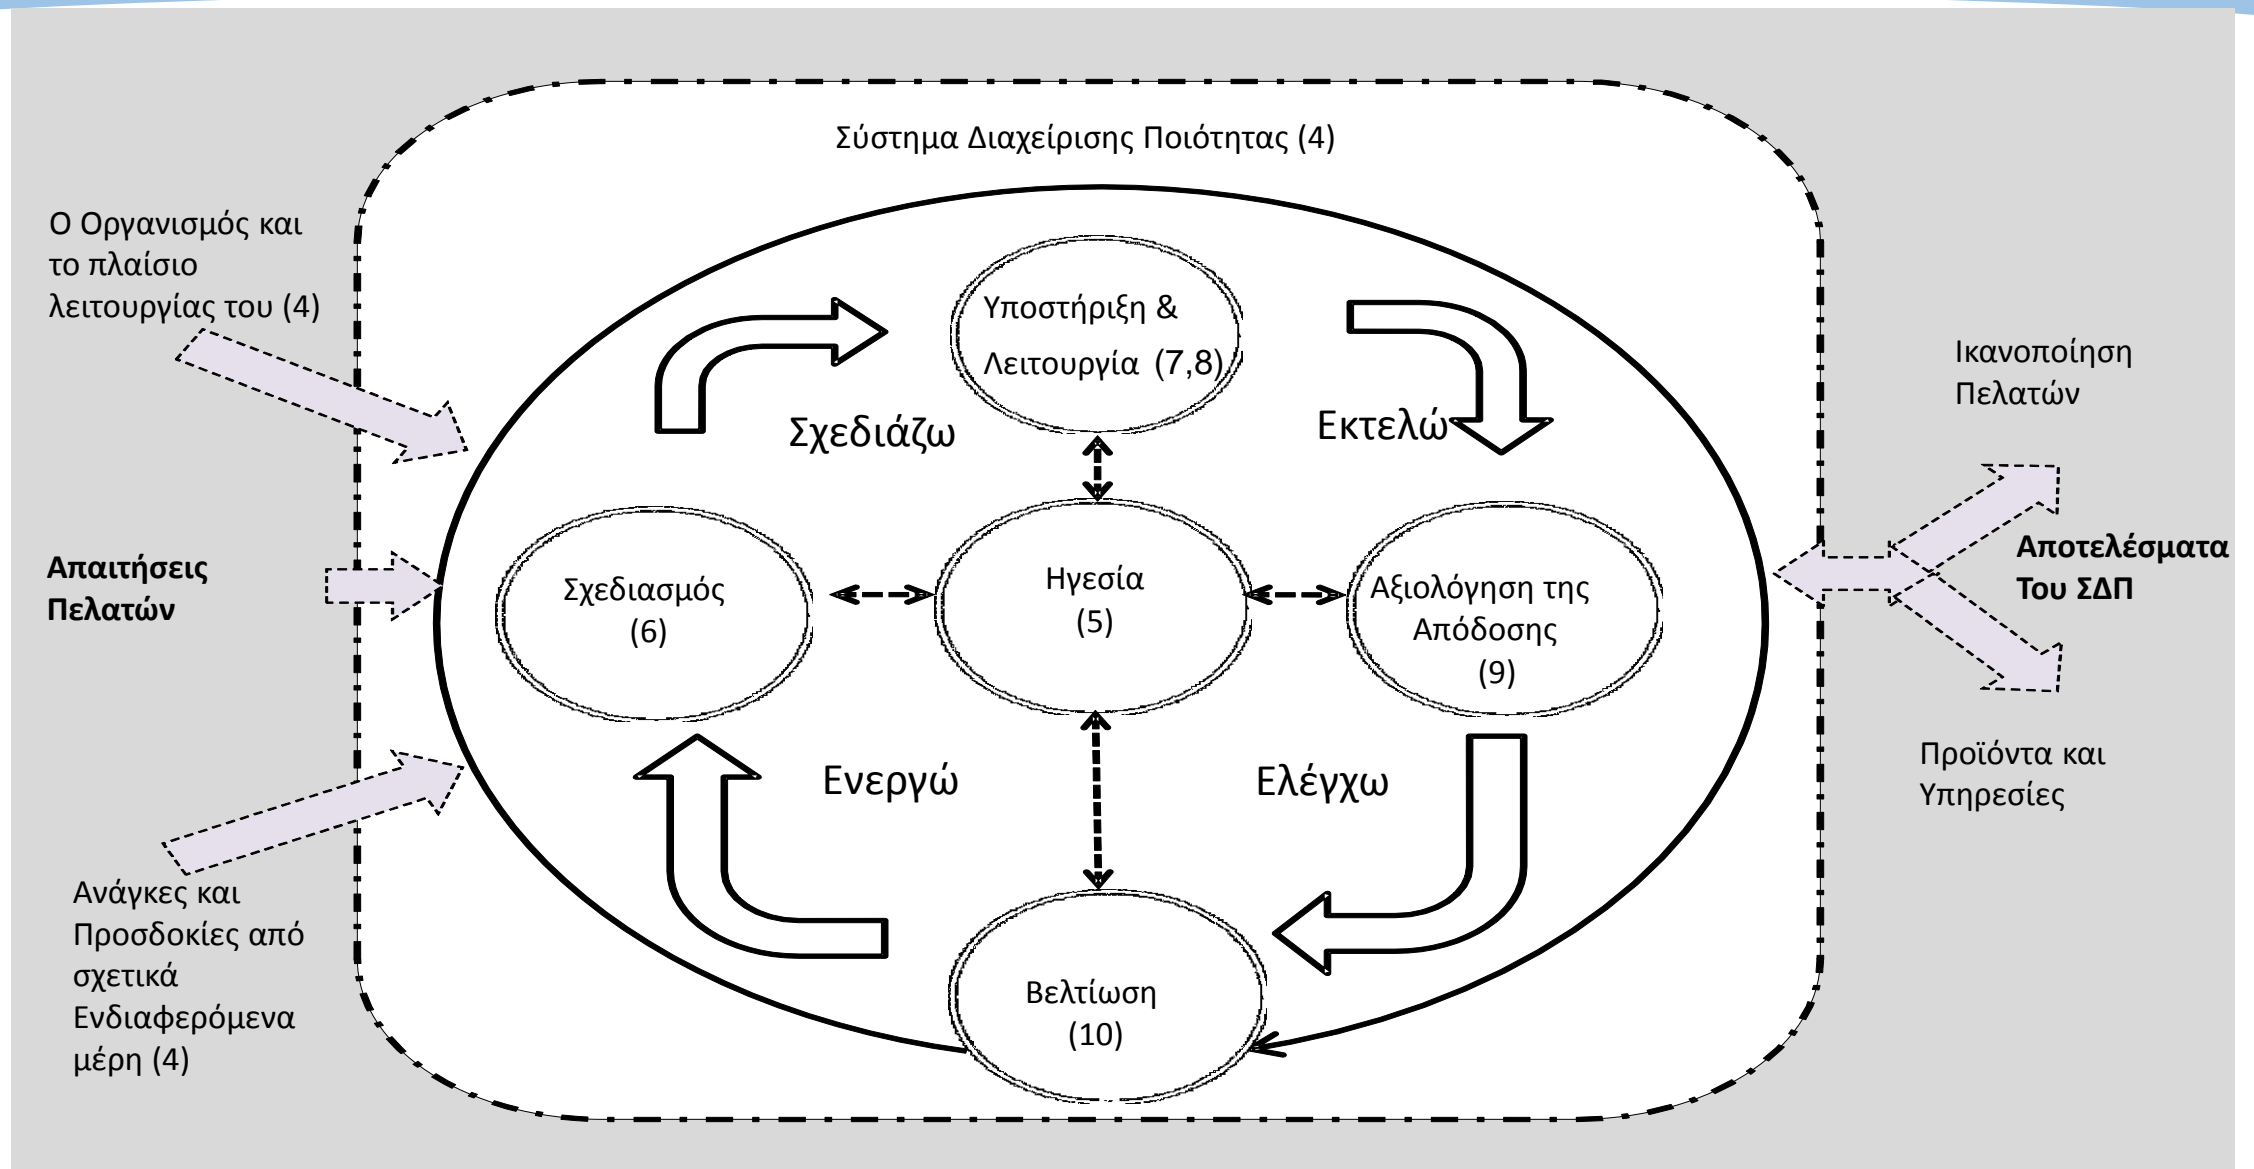 Σύστημα Διαχείρισης Ποιότητας (4)
Ο Οργανισμός και
το πλαίσιο
λειτουργίας του (4)
Απαιτήσεις
Πελατών
Ανάγκες και
Προσδοκίες από
σχετικά
Ενδιαφερόμενα
μέρη (4)
Υποστήριξη &
Λειτουργία (7,8)
Σχεδιάζω
Εκτελώ
Σχεδιασμός
(6)
Ηγεσία
(5)
Αξιολόγηση της
Απόδοσης
(9)
Ενεργώ
Ελέγχω
Βελτίωση
(10)
Ικανοποίηση
Πελατών
Αποτελέσματα
Του ΣΔΠ
Προϊόντα και
Υπηρεσίες